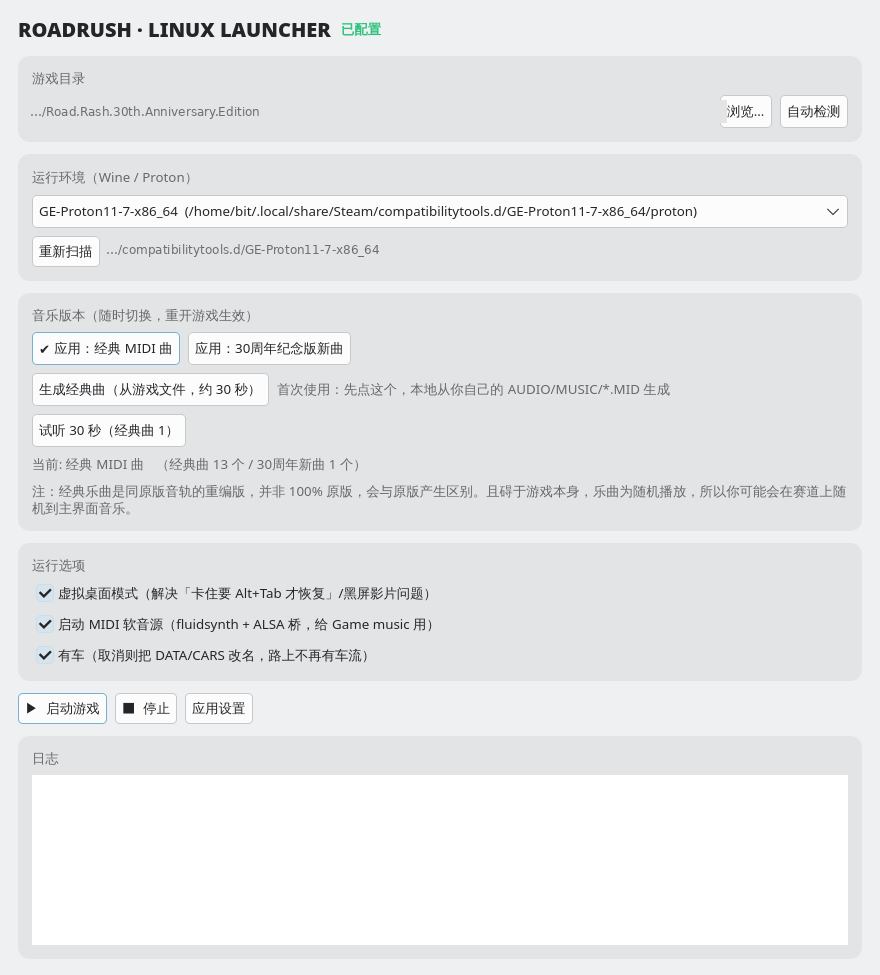 ROADRUSH · LINUX LAUNCHER 已配置
游戏目录
.../Road.Rash.30th.Anniversary.Edition
浏览... 自动检测
运行环境（Wine / Proton）
GE-Proton11-7-x86_64 (/home/bit/.local/share/Steam/compatibilitytools.d/GE-Proton11-7-x86_64/proton)
重新扫描 .../compatibilitytools.d/GE-Proton11-7-x86_64
音乐版本（随时切换，重开游戏生效）
✔ 应用：经典 MIDI 曲 应用：30周年纪念版新曲
生成经典曲（从游戏文件，约 30 秒） 首次使用：先点这个，本地从你自己的 AUDIO/MUSIC/*.MID 生成
试听 30 秒（经典曲 1）
当前: 经典 MIDI 曲 （经典曲 13 个 / 30周年新曲 1 个）
注：经典乐曲是同原版音轨的重编版，并非 100% 原版，会与原版产生区别。且碍于游戏本身，乐曲为随机播放，所以你可能会在赛道上随
机到主界面音乐。
运行选项
虚拟桌面模式（解决「卡住要 Alt+Tab 才恢复」/黑屏影片问题）
启动 MIDI 软音源（fluidsynth + ALSA 桥，给 Game music 用）
有车（取消则把 DATA/CARS 改名，路上不再有车流）
▶ 启动游戏 ■ 停止 应用设置
日志